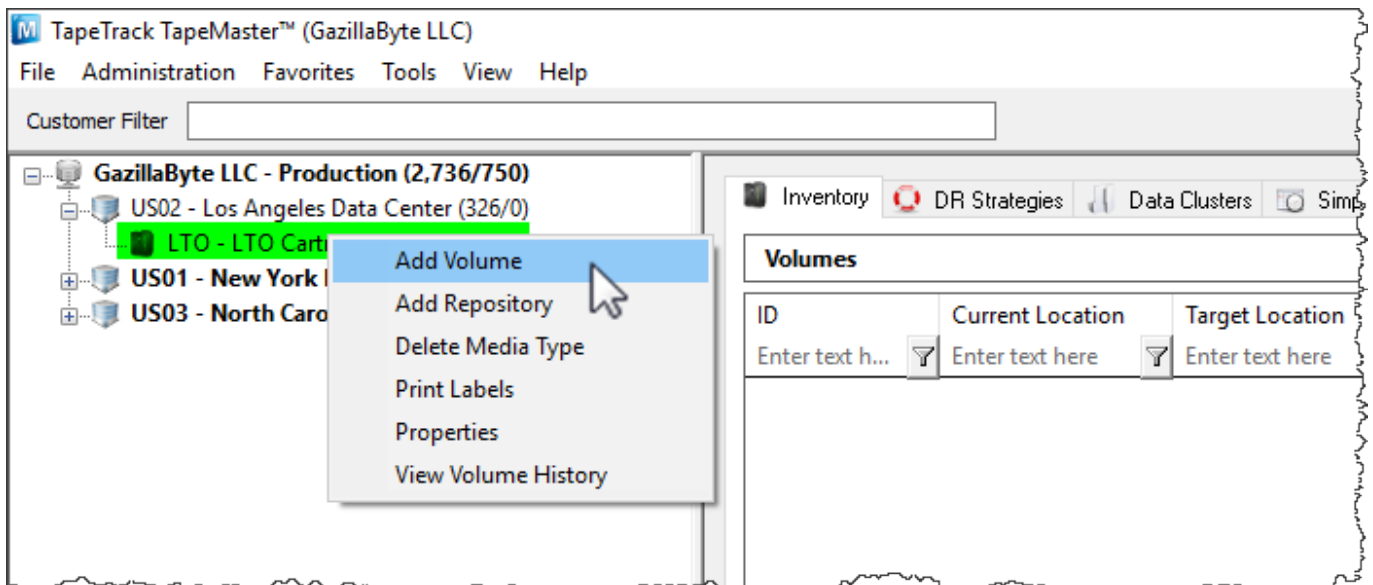 TapeTrack TapeMaster™ (GazillaByte LLC)
File Administration Favorites Tools View Help
Customer Filter
GazillaByte LLC - Production (2,736/750)
US02 - Los Angeles Data Center (326/0)
LTO - LTO
US01 - New York
US03 - North
Add Volume
Add Repository
Delete Media Type
Print Labels
Properties
View Volume History
Inventory DR Strategies Data Clusters
Volumes
ID Current Location Target Location
Enter text h... Enter text here Enter text here